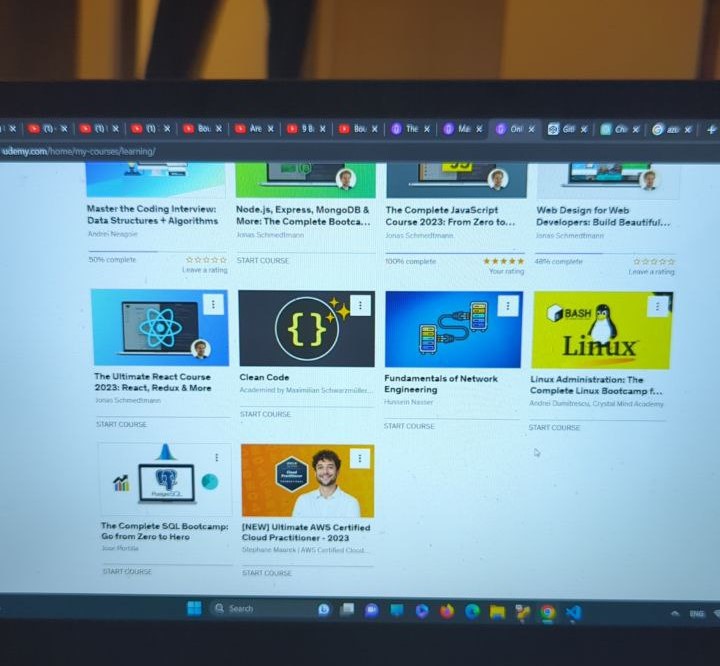 (1)
(1)
(1)
Bou
Are
9 B
Bou
The
Ma
Onl
Giti
udemy.com/home/my-courses/learning/
Master the Coding Interview:
Data Structures + Algorithms
Andrei Neagoie
50% complete
Leave a rating
Node.js, Express, MongoDB &
More: The Complete Bootca...
Jonas Schmedtmann
START COURSE
The Complete JavaScript
Course 2023: From Zero to...
Jonas Schmedtmann
100% complete
Your rating
Web Design for Web
Developers: Build Beautiful...
Jonas Schmedtmann
48% complete
Leave a rating
The Ultimate React Course
2023: React, Redux & More
Jonas Schmedtmann
START COURSE
{}
Clean Code
Academind by Maximilian Schwarzmüller...
START COURSE
Fundamentals of Network
Engineering
Hussein Nasser
START COURSE
BASH
Linux
Linux Administration: The
Complete Linux Bootcamp f...
Andrei Dumitrescu, Crystal Mind Academy
START COURSE
PostgreSQL
The Complete SQL Bootcamp:
Go from Zero to Hero
Jose Portilla
START COURSE
Cloud
Practitioner
[NEW] Ultimate AWS Certified
Cloud Practitioner - 2023
Stephane Maarek | AWS Certified Cloud...
START COURSE
Search
ENG